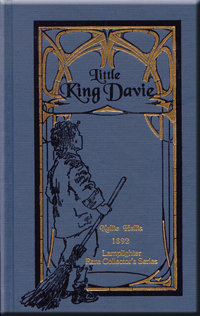 Little
King Davie
Nellie Hellis
1892
Lamplighter
Rare Collector's Series